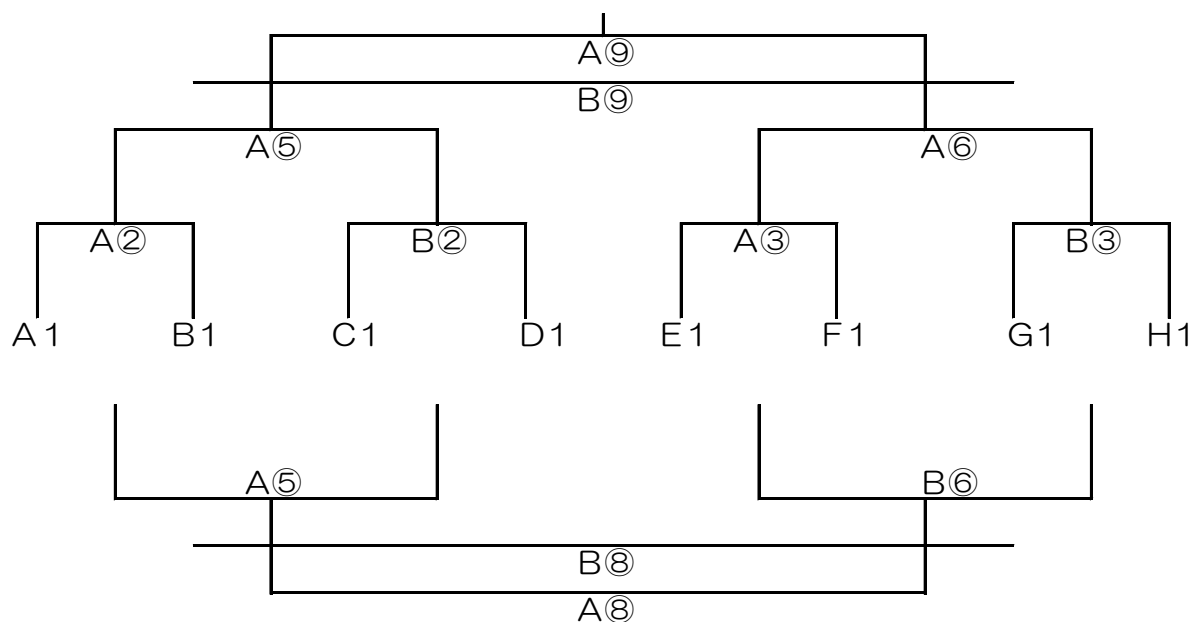 A⑨
B⑨
A⑤ A⑥
A② B② A③ B③
A1 B1 C1 D1 E1 F1 G1 H1
A⑤ B⑥
B⑧
A⑧